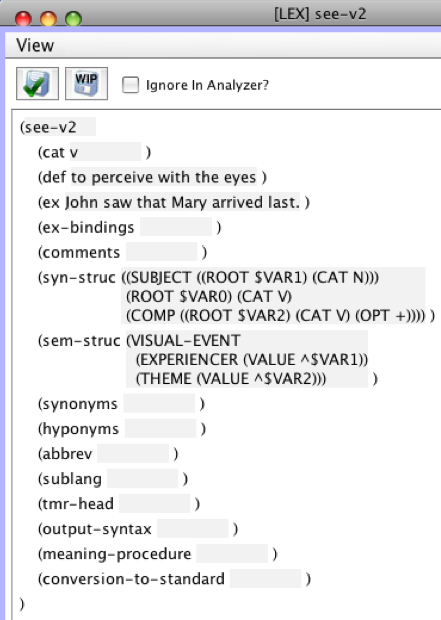 [LEX] see-v2
View
WIP Ignore In Analyzer?
(see-v2
(cat v )
(def to perceive with the eyes )
(ex John saw that Mary arrived last. )
(ex-bindings )
(comments )
(syn-struc ((SUBJECT ((ROOT $VAR1) (CAT N)))
(ROOT $VAR0) (CAT V)
(COMP ((ROOT $VAR2) (CAT V) (OPT +)))) )
(sem-struc (VISUAL-EVENT
(EXPERIENCER (VALUE ^$VAR1))
(THEME (VALUE ^$VAR2))) )
(synonyms )
(hyponyms )
(abbrev )
(sublang )
(tmr-head )
(output-syntax )
(meaning-procedure )
(conversion-to-standard )
)